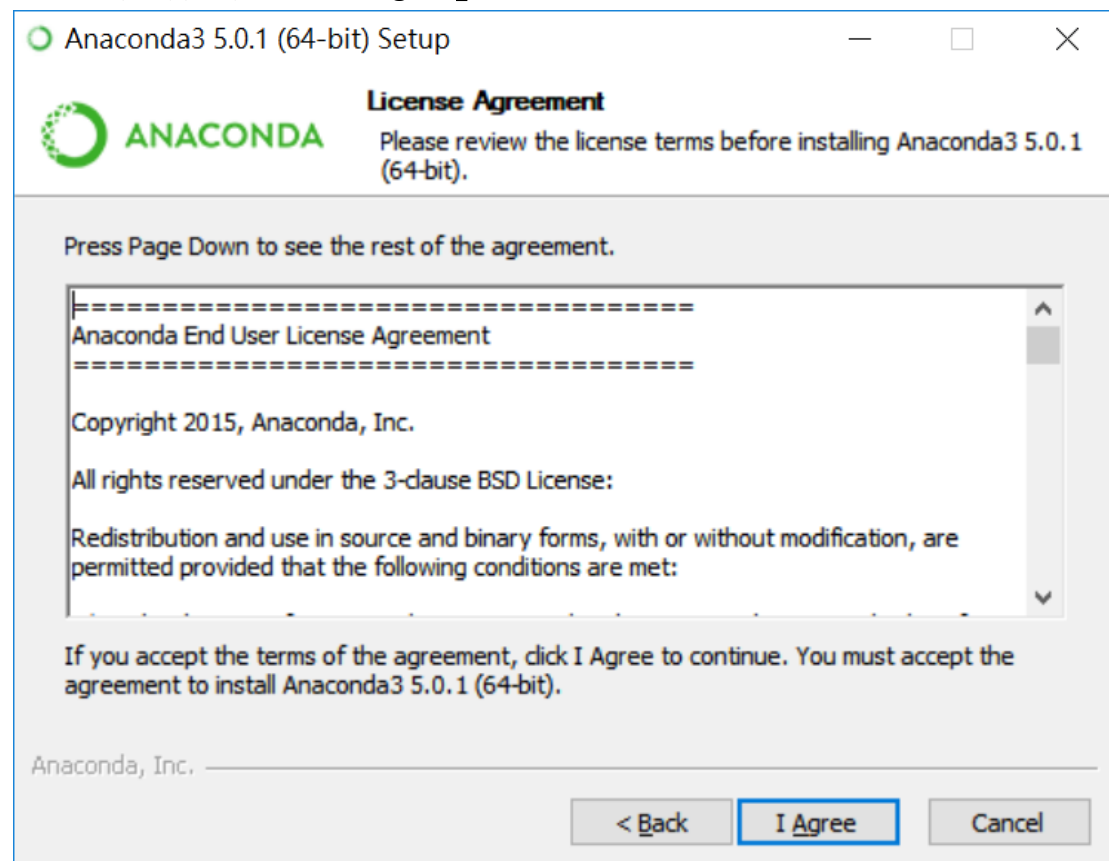 Anaconda3 5.0.1 (64-bit) Setup
ANACONDA
License Agreement
Please review the license terms before installing Anaconda3 5.0.1
(64-bit).
Press Page Down to see the rest of the agreement.
===================================
Anaconda End User License Agreement
===================================
Copyright 2015, Anaconda, Inc.
All rights reserved under the 3-clause BSD License:
Redistribution and use in source and binary forms, with or without modification, are
permitted provided that the following conditions are met:
If you accept the terms of the agreement, click I Agree to continue. You must accept the
agreement to install Anaconda3 5.0.1 (64-bit).
Anaconda, Inc.
< Back
I Agree
Cancel